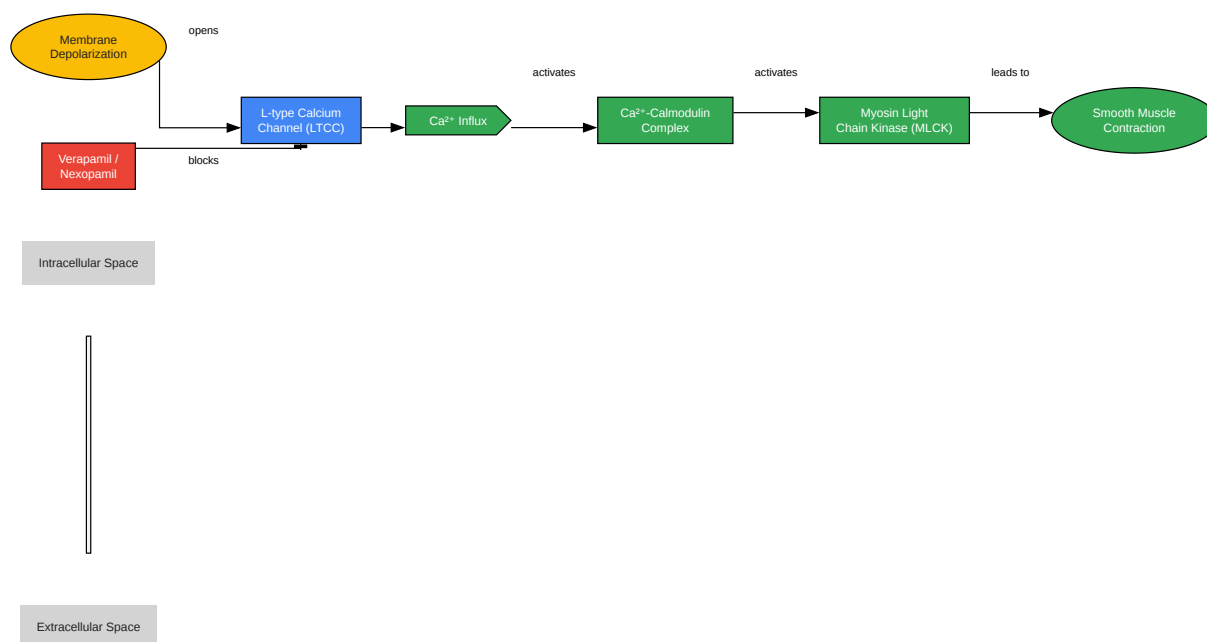 Membrane
Depolarization
opens
L-type Calcium
Channel (LTCC)
Verapamil /
Nexopamil
blocks
Ca²⁺ Influx
activates
Ca²⁺-Calmodulin
Complex
activates
Myosin Light
Chain Kinase (MLCK)
leads to
Smooth Muscle
Contraction
Intracellular Space
Extracellular Space